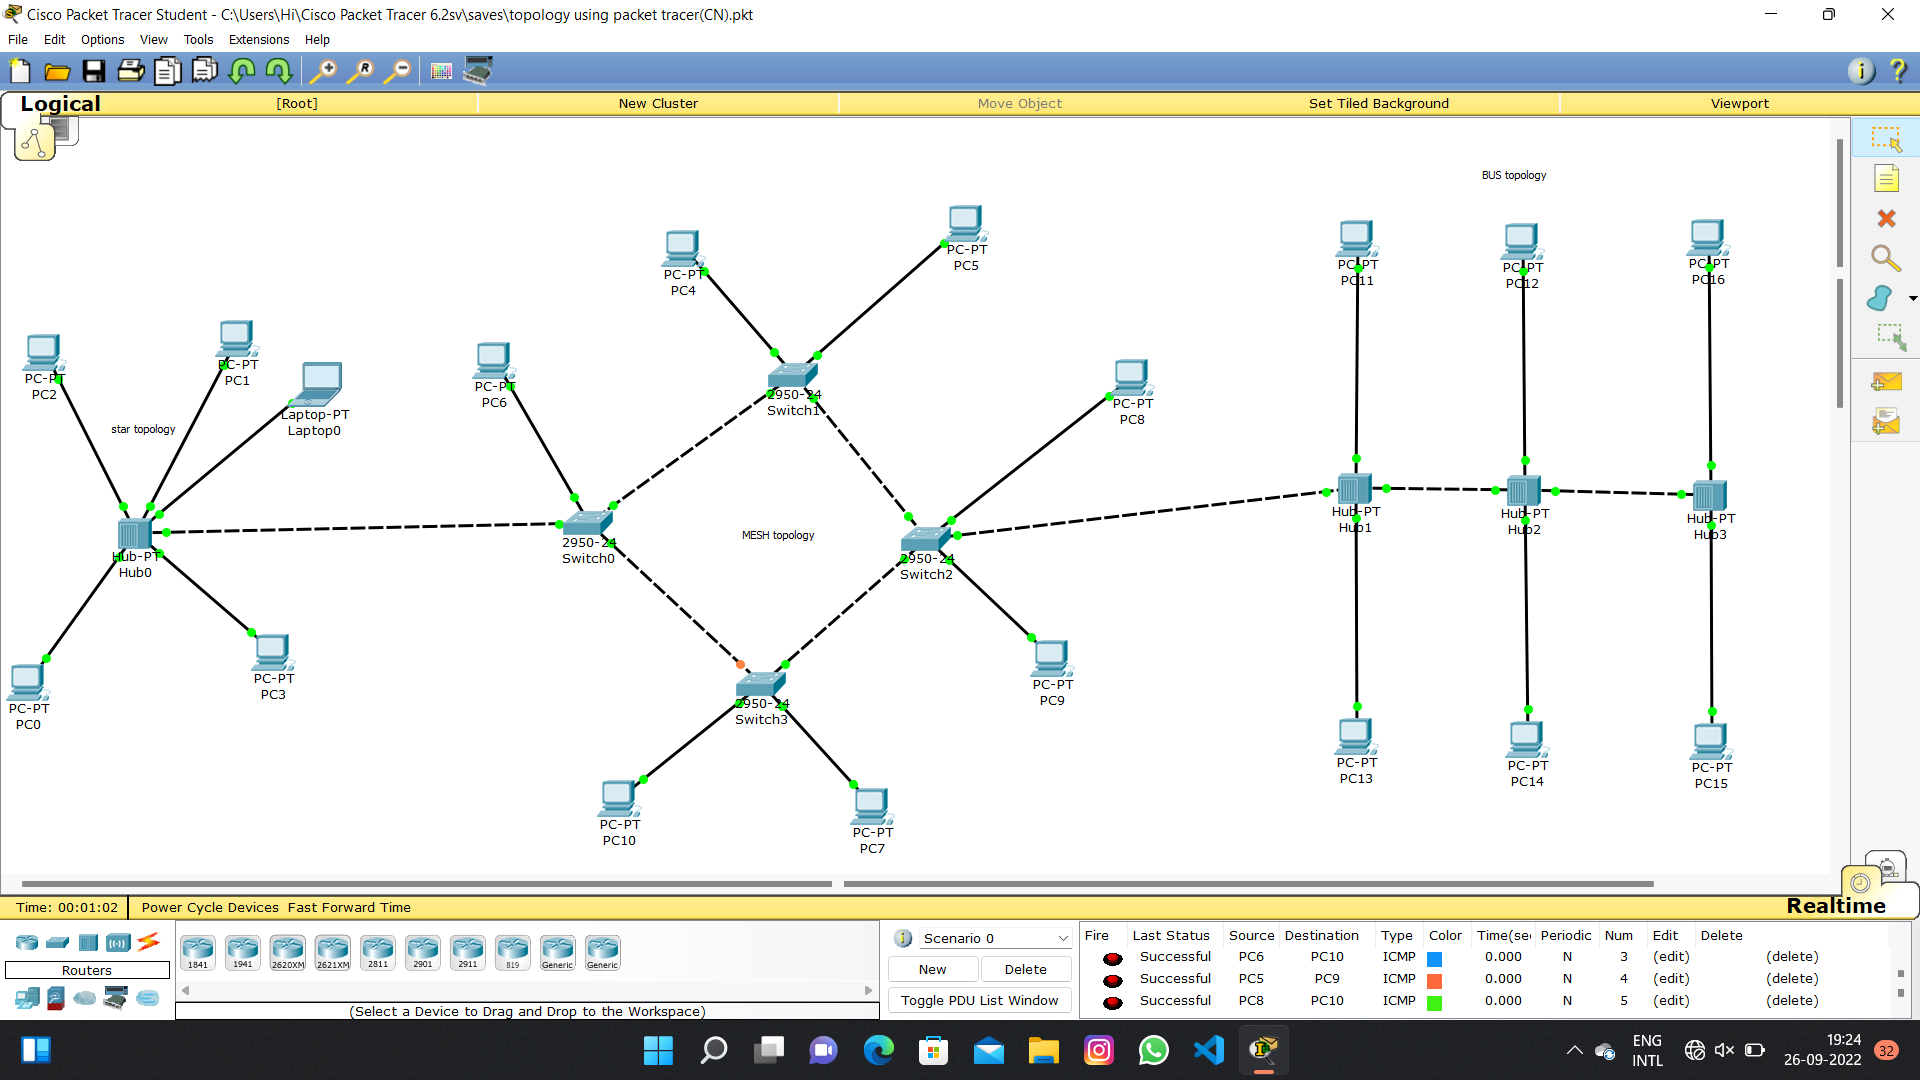 Cisco Packet Tracer Student - C:\Users\Hi\Cisco Packet Tracer 6.2sv\saves\topology using packet tracer(CN).pkt
File Edit Options View Tools Extensions Help
Logical [Root] New Cluster Move Object Set Tiled Background Viewport
BUS topology
PC-PT
PC5
PC-PT
PC4
PC-PT
PC11
PC-PT
PC12
PC-PT
PC16
PC-PT
PC2
PC-PT
PC1
Laptop-PT
Laptop0
PC-PT
PC6
2950-24
Switch1
PC-PT
PC8
star topology
Hub-PT
Hub0
2950-24
Switch0
MESH topology
2950-24
Switch2
Hub-PT
Hub1
Hub-PT
Hub2
Hub-PT
Hub3
PC-PT
PC0
PC-PT
PC3
2950-24
Switch3
PC-PT
PC9
PC-PT
PC10
PC-PT
PC7
PC-PT
PC13
PC-PT
PC14
PC-PT
PC15
Time: 00:01:02 Power Cycle Devices Fast Forward Time
Realtime
Routers
1841 1941 2620XM 2621XM 2811 2901 2911 819 Generic Generic
(Select a Device to Drag and Drop to the Workspace)
Scenario 0
New Delete
Toggle PDU List Window
Fire Last Status Source Destination Type Color Time(sec Periodic Num Edit Delete
Successful PC6 PC10 ICMP 0.000 N 3 (edit) (delete)
Successful PC5 PC9 ICMP 0.000 N 4 (edit) (delete)
Successful PC8 PC10 ICMP 0.000 N 5 (edit) (delete)
ENG
INTL
19:24
26-09-2022
32